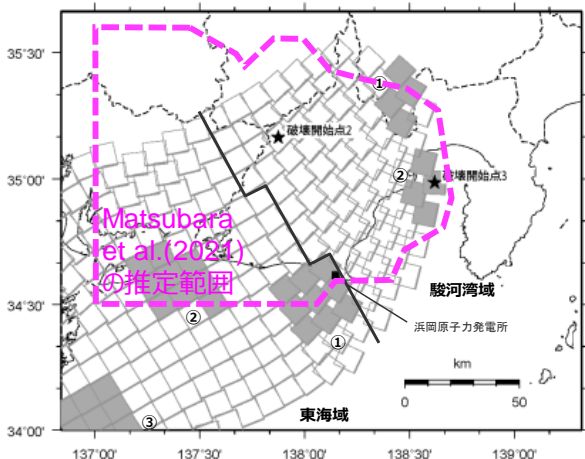 35°30'
①
破壊開始点2
35°00'
②
破壊開始点3
Matsubara
et al.(2021)
の推定範囲
駿河湾域
34°30'
②
浜岡原子力発電所
①
km
0
50
東海域
③
34°00'
137°00'
137°30'
138°00'
138°30'
139°00'